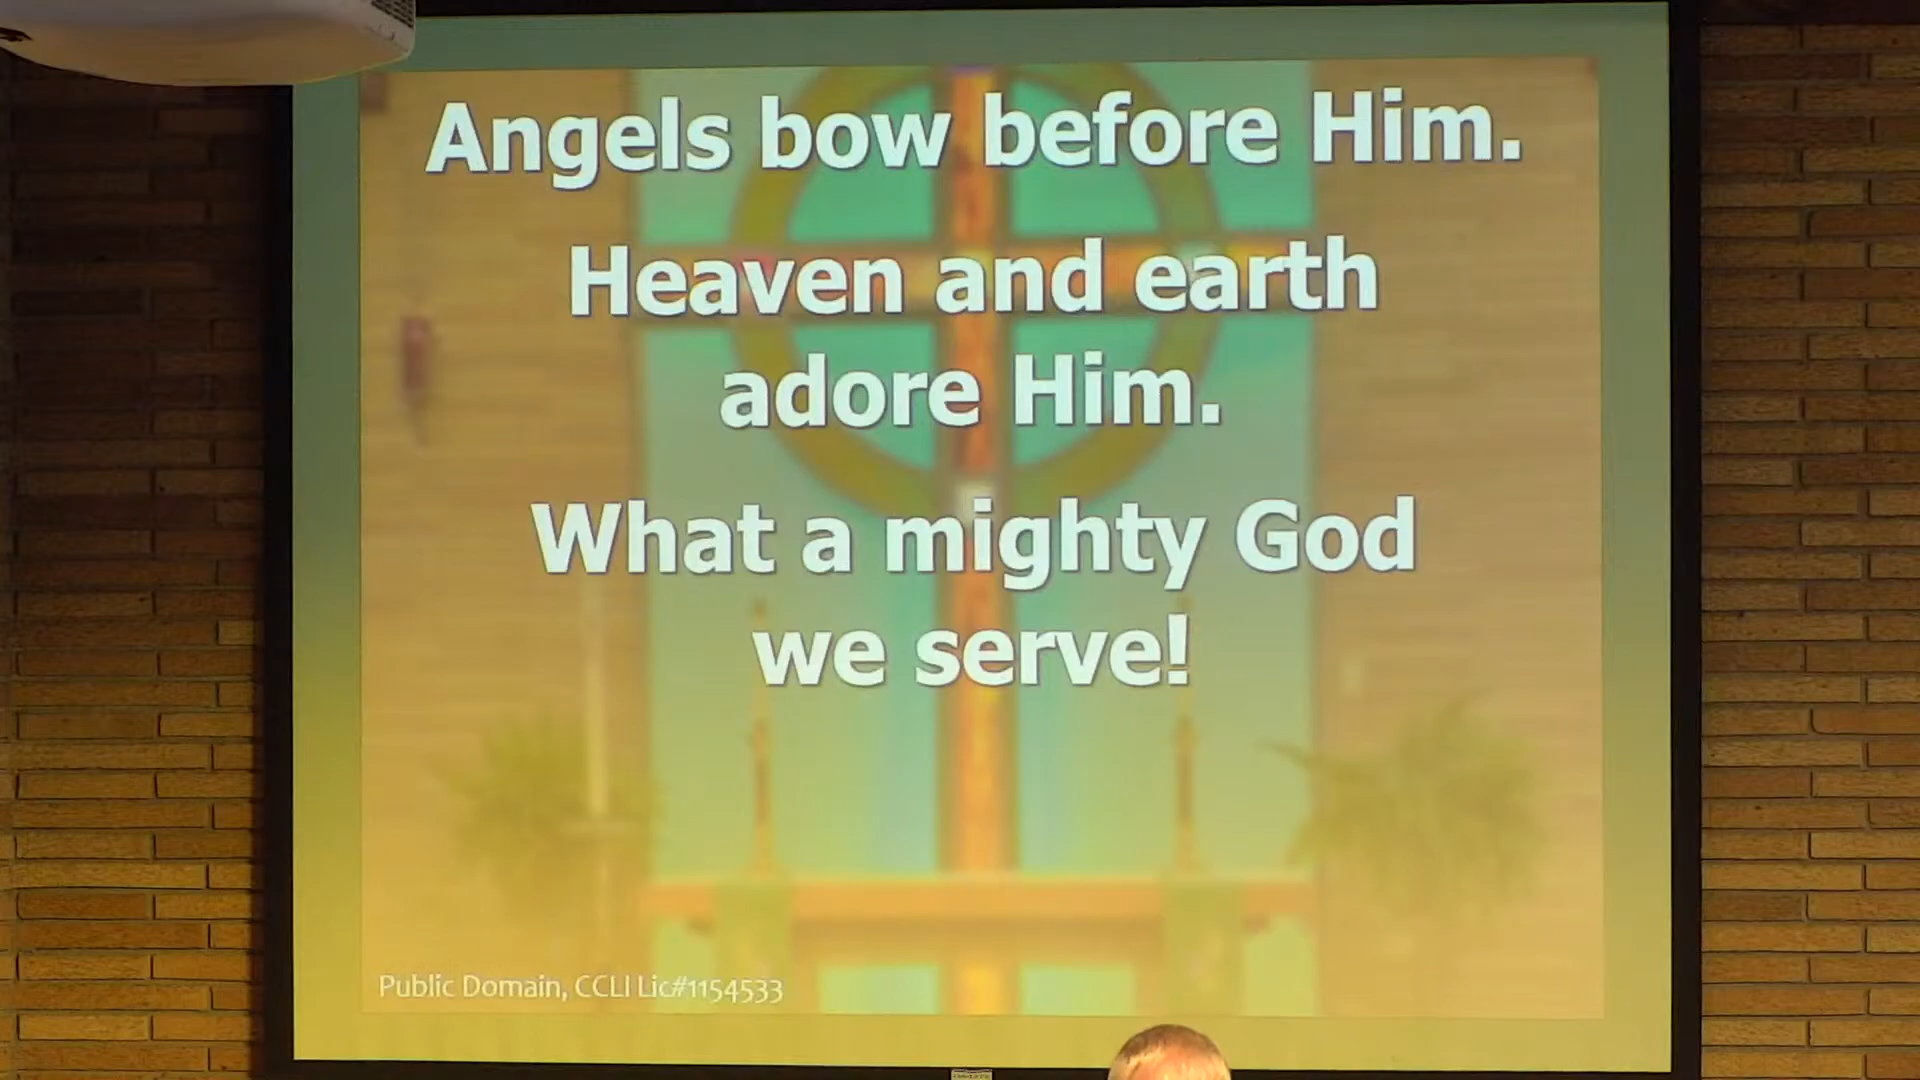 Angels bow before Him.
Heaven and earth
adore Him.
What a mighty God
we serve!
Public Domain, CCLI Lic#1154533